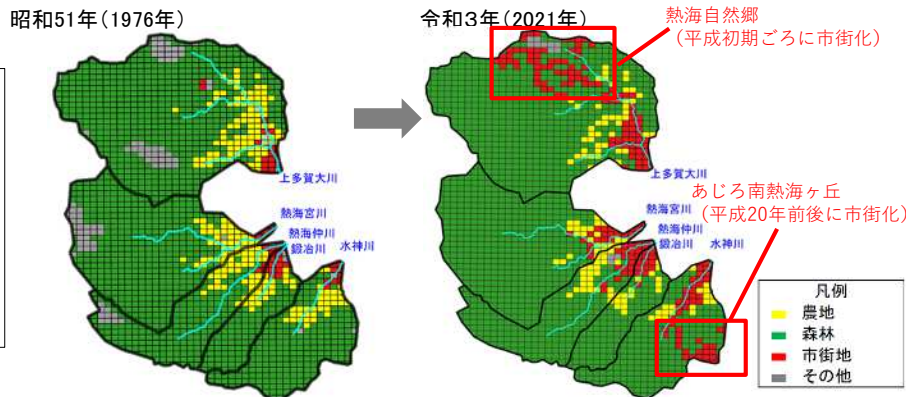 昭和51年(1976年)
上多賀大川
熱海宮川
熱海仲川
鍛冶川
水神川
令和3年(2021年)
熱海自然郷
(平成初期ごろに市街化)
上多賀大川
あじろ南熱海ヶ丘
(平成20年前後に市街化)
熱海宮川
熱海仲川
鍛冶川
水神川
凡例
農地
森林
市街地
その他